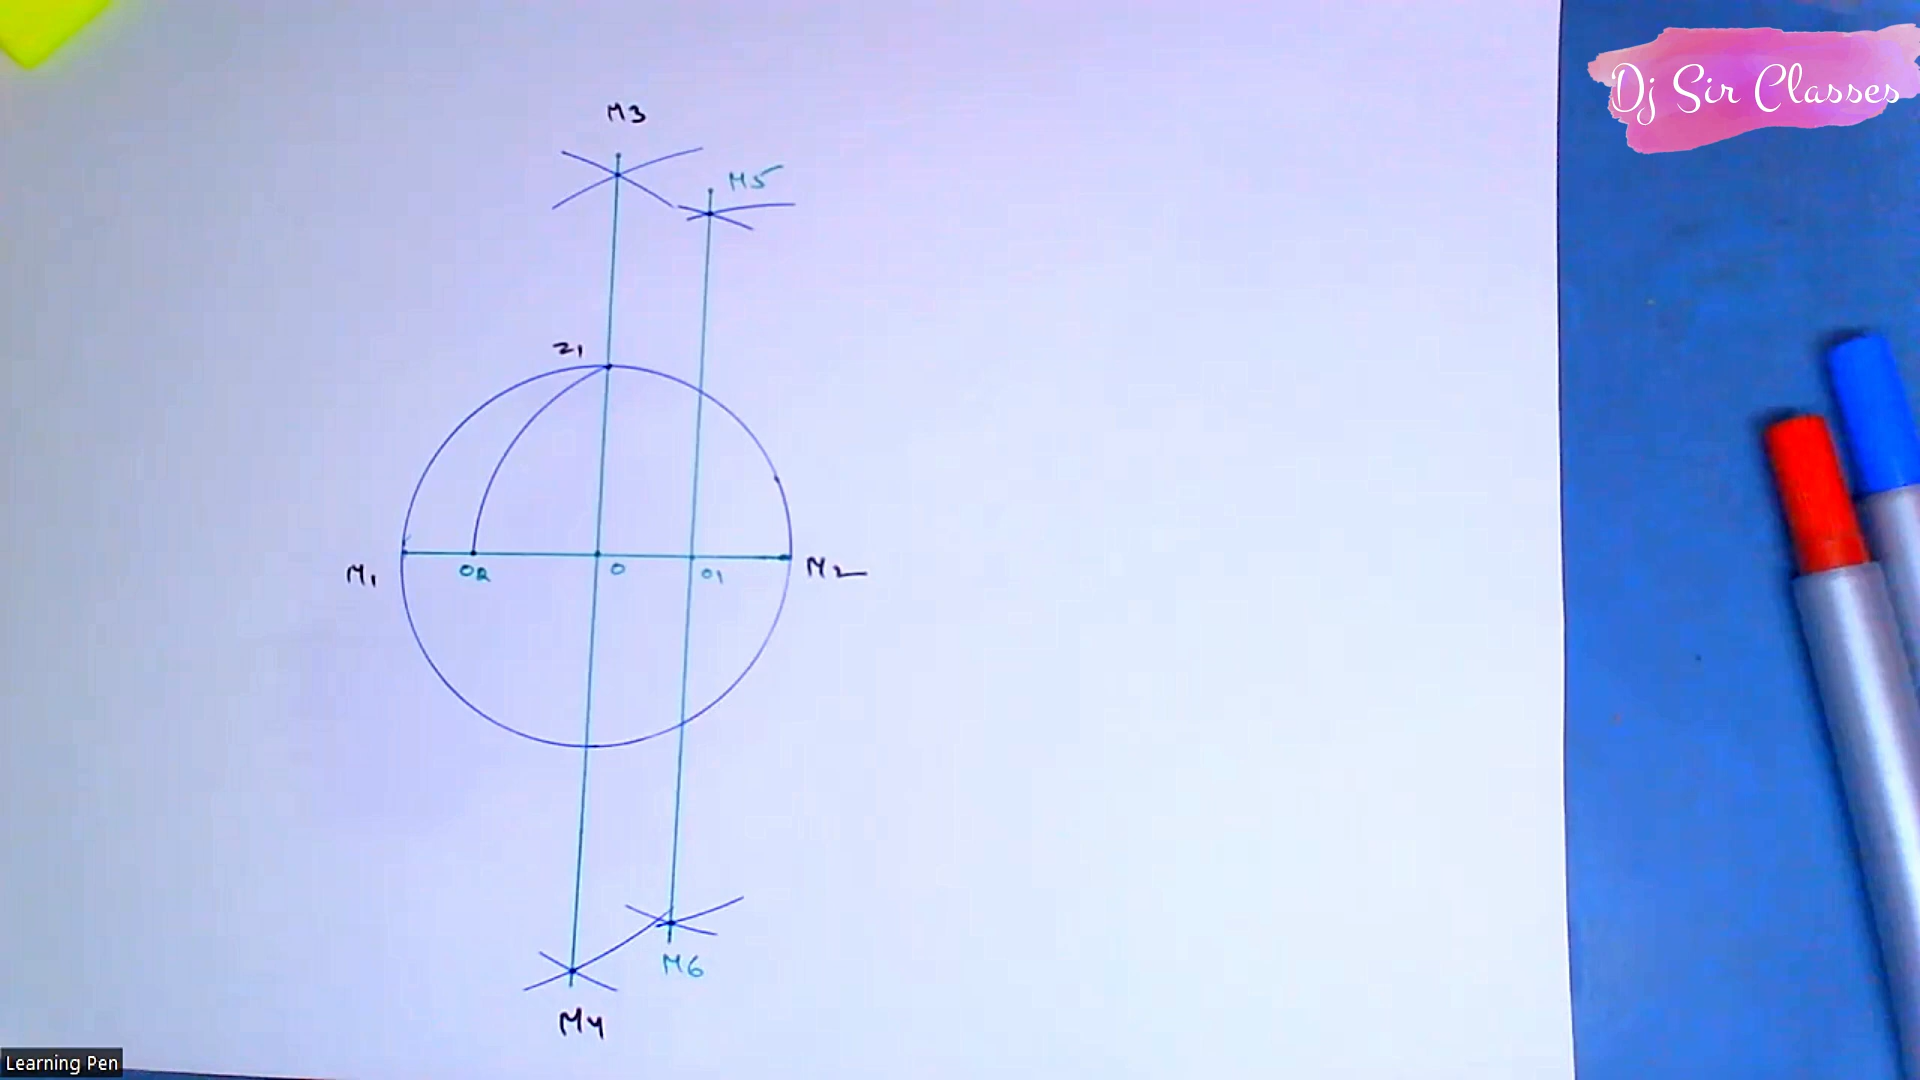 Dj Sir Classes
M3
M5
Z1
M1
O2
O
O1
M2
M6
M4
Learning Pen